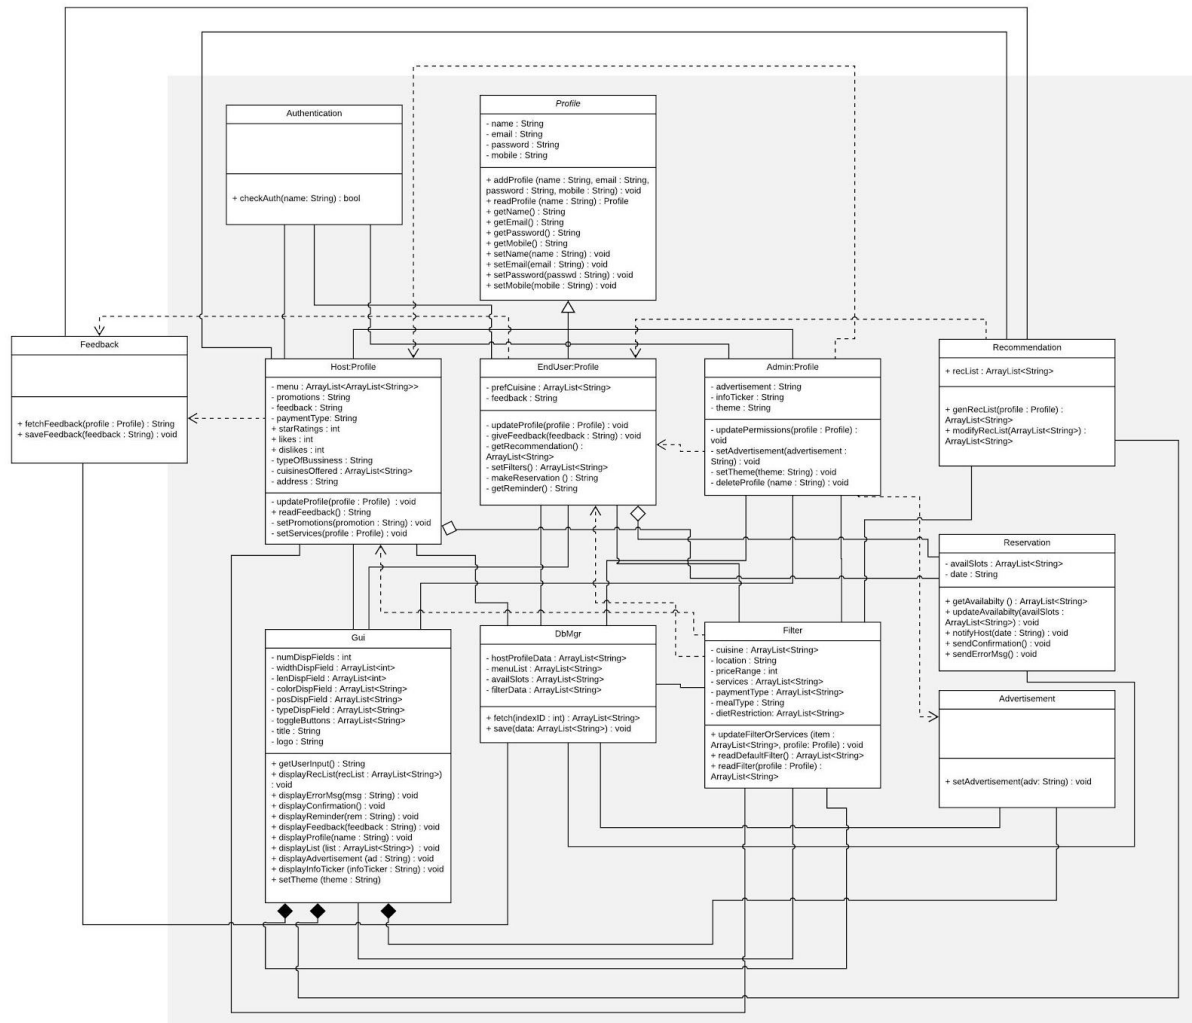 Authentication
+ checkAuth(name: String) : bool
Profile
- name : String
- email : String
- password : String
- mobile : String
+ addProfile (name : String, email : String,
password : String, mobile : String) : void
+ readProfile (name : String) : Profile
+ getName() : String
+ getEmail() : String
+ getPassword() : String
+ getMobile() : String
+ setName(name : String) : void
+ setEmail(email : String) : void
+ setPassword(passwd : String) : void
+ setMobile(mobile : String) : void
Feedback
+ fetchFeedback(profile : Profile) : String
+ saveFeedback(feedback : String) : void
Host:Profile
- menu : ArrayList<ArrayList<String>>
- promotions : String
- feedback : String
- paymentType: String
+ starRatings : int
+ likes : int
+ dislikes : int
- typeOfBussiness : String
- cuisinesOffered : ArrayList<String>
- address : String
- updateProfile(profile : Profile) : void
+ readFeedback() : String
- setPromotions(promotion : String) : void
- setServices(profile : Profile) : void
EndUser:Profile
- prefCuisine : ArrayList<String>
- feedback : String
- updateProfile(profile : Profile) : void
- giveFeedback(feedback : String) : void
- getRecommendation() :
ArrayList<String>
- setFilters() : ArrayList<String>
- makeReservation () : String
- getReminder() : String
Admin:Profile
- advertisement : String
- infoTicker : String
- theme : String
- updatePermissions(profile : Profile) :
void
- setAdvertisement(advertisement :
String) : void
- setTheme(theme: String) : void
- deleteProfile (name : String) : void
Recommendation
+ recList : ArrayList<String>
+ genRecList(profile : Profile) :
ArrayList<String>
+ modifyRecList(ArrayList<String>) :
ArrayList<String>
Reservation
- availSlots : ArrayList<String>
- date : String
+ getAvailabilty () : ArrayList<String>
+ updateAvailabilty(availSlots :
ArrayList<String>) : void
+ notifyHost(date : String) : void
+ sendConfirmation() : void
+ sendErrorMsg() : void
Gui
- numDispFields : int
- widthDispField : ArrayList<int>
- lenDispField : ArrayList<int>
- colorDispField : ArrayList<String>
- posDispField : ArrayList<String>
- typeDispField : ArrayList<String>
- toggleButtons : ArrayList<String>
- title : String
- logo : String
+ getUserInput() : String
+ displayRecList(recList : ArrayList<String>)
: void
+ displayErrorMsg(msg : String) : void
+ displayConfirmation() : void
+ displayReminder(rem : String) : void
+ displayFeedback(feedback : String) : void
+ displayProfile(name : String) : void
+ displayList (list : ArrayList<String>) : void
+ displayAdvertisement (ad : String) : void
+ displayInfoTicker (infoTicker : String) : void
+ setTheme (theme : String)
DbMgr
- hostProfileData : ArrayList<String>
- menuList : ArrayList<String>
- availSlots : ArrayList<String>
- filterData : ArrayList<String>
+ fetch(indexID : int) : ArrayList<String>
+ save(data: ArrayList<String>) : void
Filter
- cuisine : ArrayList<String>
- location : String
- priceRange : int
- services : ArrayList<String>
- paymentType : ArrayList<String>
- mealType : String
- dietRestriction: ArrayList<String>
+ updateFilterOrServices (item :
ArrayList<String>, profile: Profile) : void
+ readDefaultFilter() : ArrayList<String>
+ readFilter(profile : Profile) :
ArrayList<String>
Advertisement
+ setAdvertisement(adv: String) : void